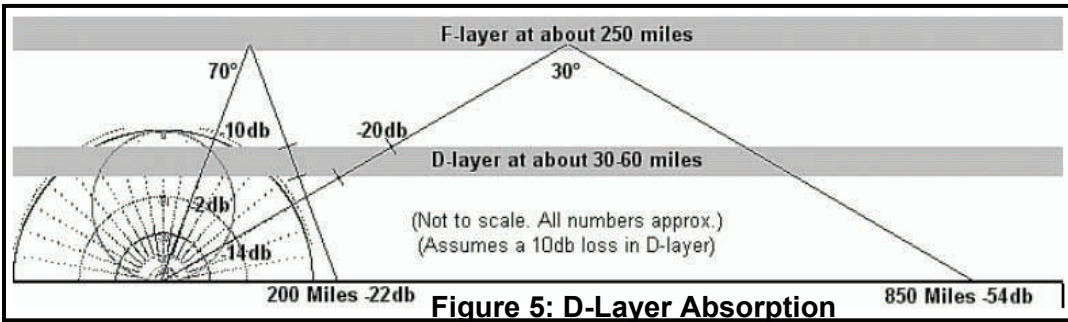 F-layer at about 250 miles
70°
30°
-10db
-20db
D-layer at about 30-60 miles
-2db
(Not to scale. All numbers approx.)
(Assumes a 10db loss in D-layer)
-14db
200 Miles -22db
850 Miles -54db
Figure 5: D-Layer Absorption